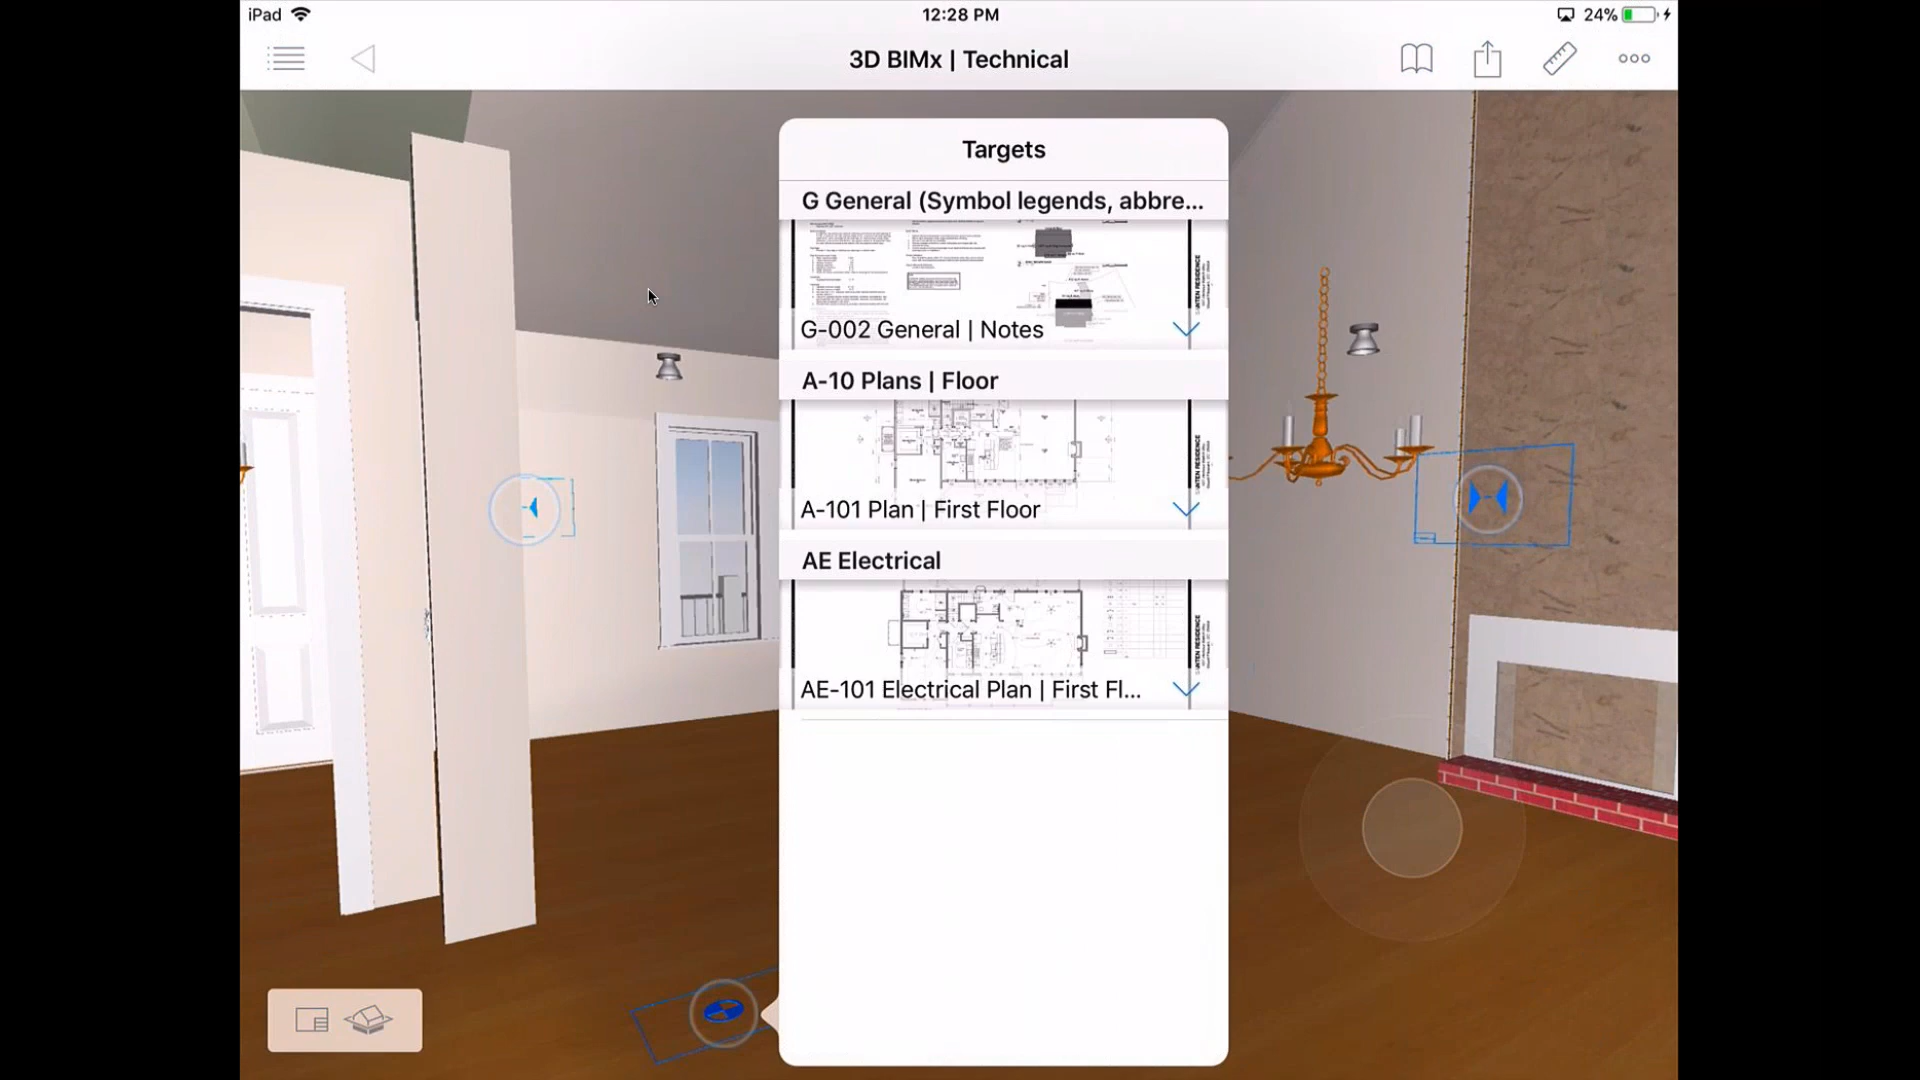 iPad
12:28 PM
24%
3D BIMx | Technical
Targets
G General (Symbol legends, abbre...
G-002 General | Notes
A-10 Plans | Floor
A-101 Plan | First Floor
AE Electrical
AE-101 Electrical Plan | First Fl...